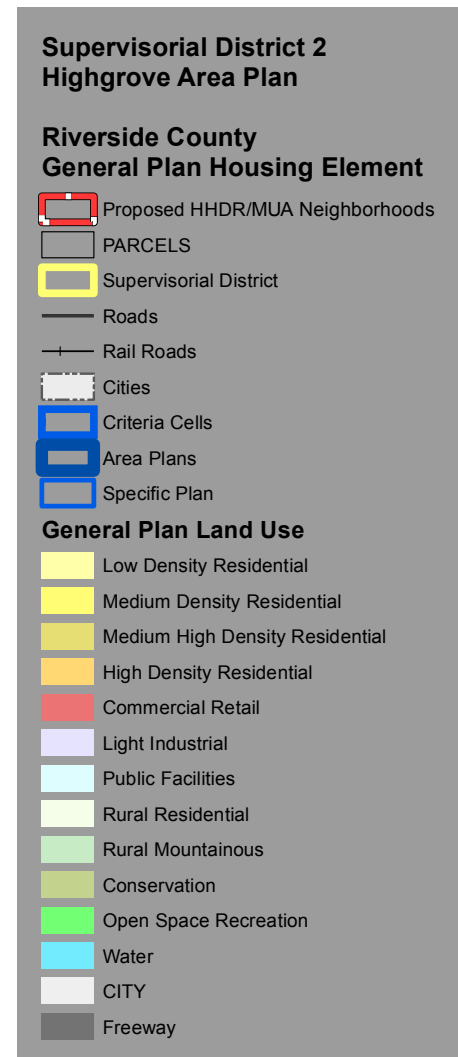 Supervisorial District 2
Highgrove Area Plan
Riverside County
General Plan Housing Element
Proposed HHDR/MUA Neighborhoods
PARCELS
Supervisorial District
Roads
Rail Roads
Cities
Criteria Cells
Area Plans
Specific Plan
General Plan Land Use
Low Density Residential
Medium Density Residential
Medium High Density Residential
High Density Residential
Commercial Retail
Light Industrial
Public Facilities
Rural Residential
Rural Mountainous
Conservation
Open Space Recreation
Water
CITY
Freeway